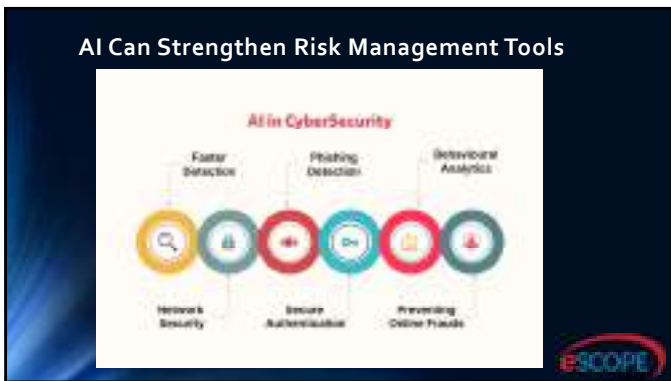 AI Can Strengthen Risk Management Tools
AI in CyberSecurity
Faster
Detection
Phishing
Detection
Behavioural
Analytics
Network
Security
Secure
Authentication
Preventing
Online Frauds
eSCOPE